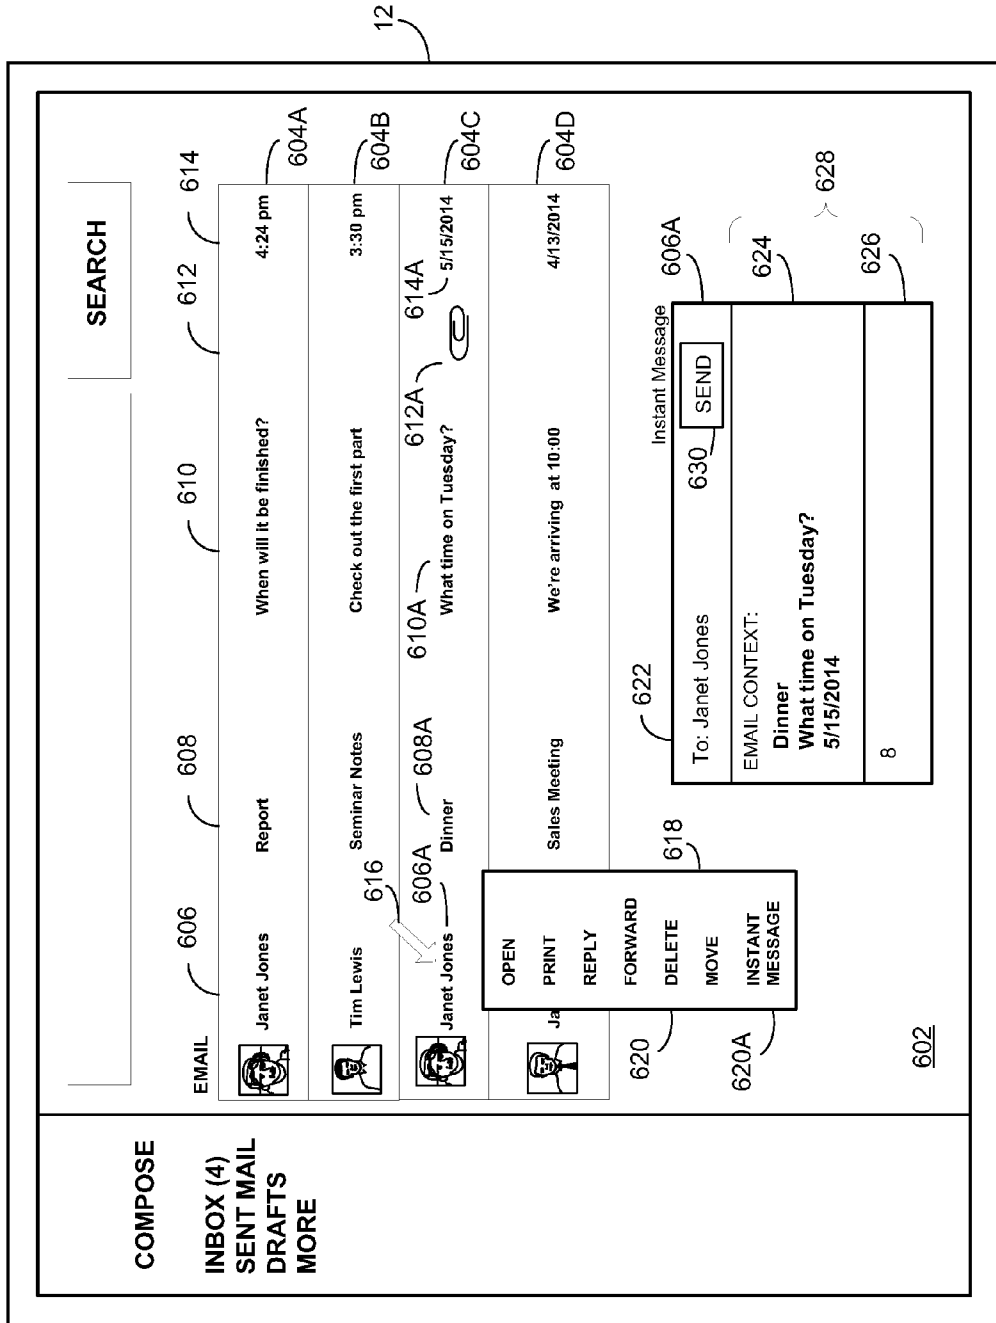 12
SEARCH
COMPOSE
INBOX (4)
SENT MAIL
DRAFTS
MORE
EMAIL
606
608
610
612
614
Janet Jones
Report
When will it be finished?
4:24 pm
604A
Tim Lewis
Seminar Notes
Check out the first part
3:30 pm
604B
616
606A
608A
610A
612A
614A
Janet Jones
Dinner
What time on Tuesday?
5/15/2014
604C
Ja
Sales Meeting
We're arriving at 10:00
4/13/2014
604D
OPEN
PRINT
REPLY
FORWARD
DELETE
MOVE
INSTANT
MESSAGE
618
620
620A
622
Instant Message
To: Janet Jones
630
SEND
606A
EMAIL CONTEXT:
Dinner
What time on Tuesday?
5/15/2014
624
628
8
626
602